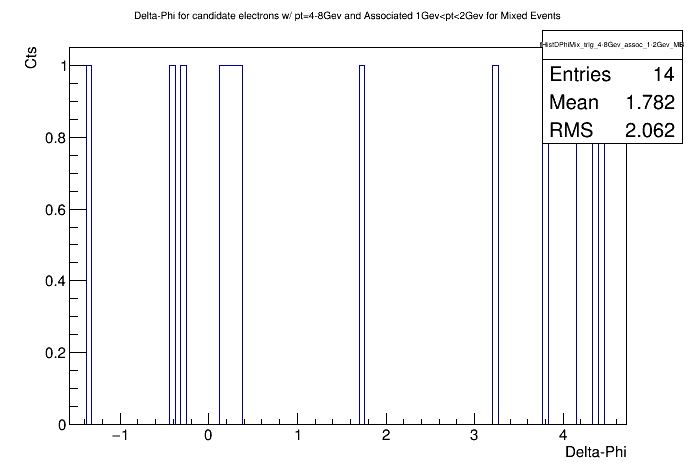 Delta-Phi for candidate electrons w/ pt=4-8Gev and Associated 1Gev<pt<2Gev for Mixed Events
Cts
HistDPhiMix_trig_4-8Gev_assoc_1-2Gev_MB
Entries 14
Mean 1.782
RMS 2.062
1
0.8
0.6
0.4
0.2
0
−1 0 1 2 3 4
Delta-Phi